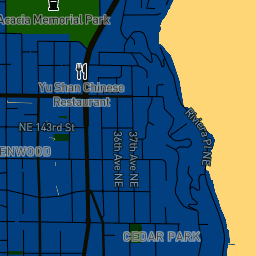 Acacia Memorial Park
Yu Shan Chinese
Restaurant
Riviera Pl NE
NE 143rd St
36th Ave NE
37th Ave NE
ENWOOD
CEDAR PARK